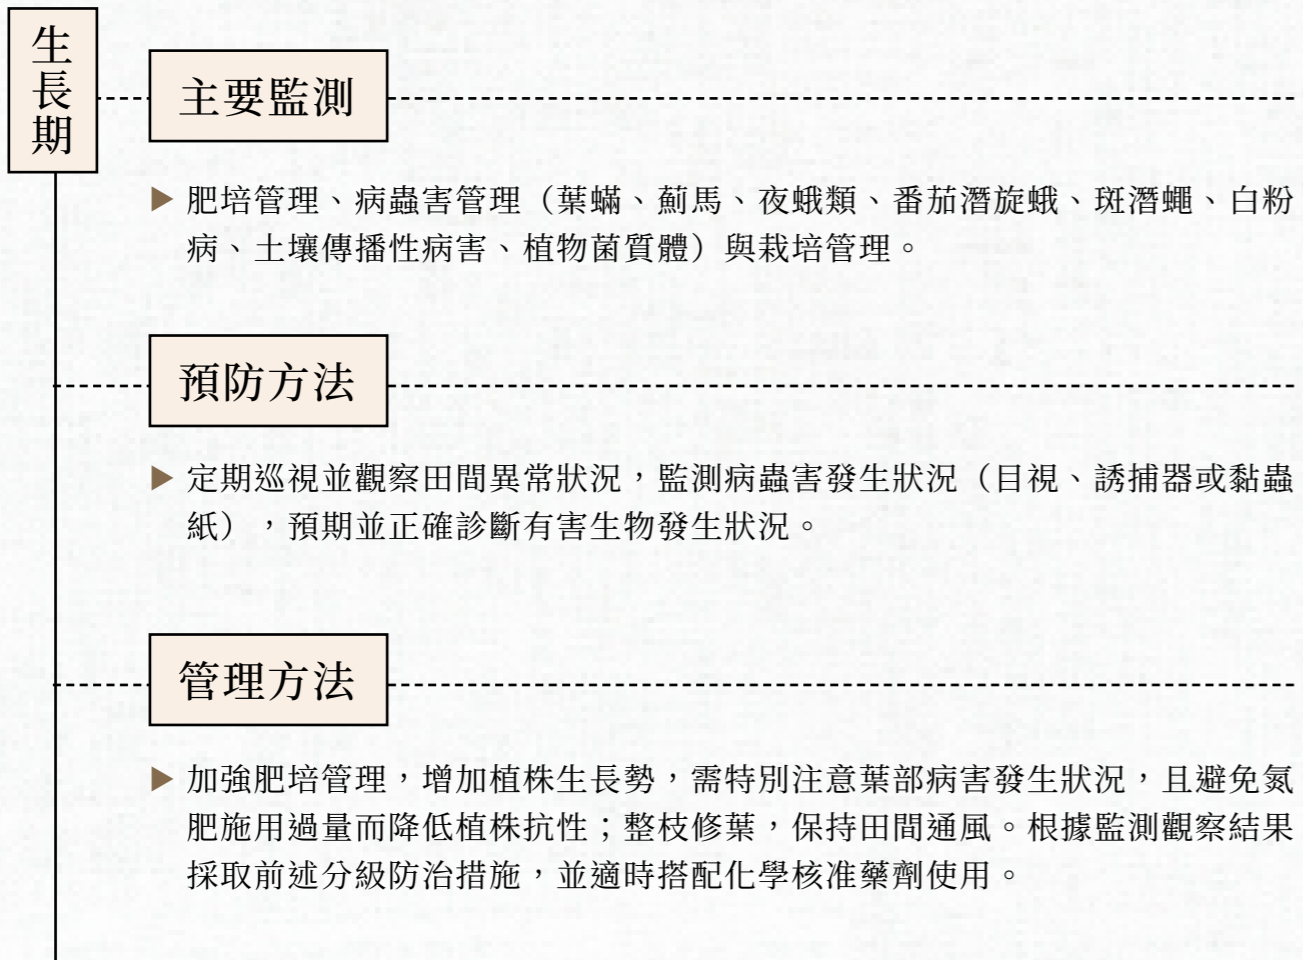 生長期
主要監測
▶ 肥培管理、病蟲害管理（葉蟎、薊馬、夜蛾類、番茄潛旋蛾、斑潛蠅、白粉
病、土壤傳播性病害、植物菌質體）與栽培管理。
預防方法
▶ 定期巡視並觀察田間異常狀況，監測病蟲害發生狀況（目視、誘捕器或黏蟲
紙），預期並正確診斷有害生物發生狀況。
管理方法
▶ 加強肥培管理，增加植株生長勢，需特別注意葉部病害發生狀況，且避免氮
肥施用過量而降低植株抗性；整枝修葉，保持田間通風。根據監測觀察結果
採取前述分級防治措施，並適時搭配化學核准藥劑使用。